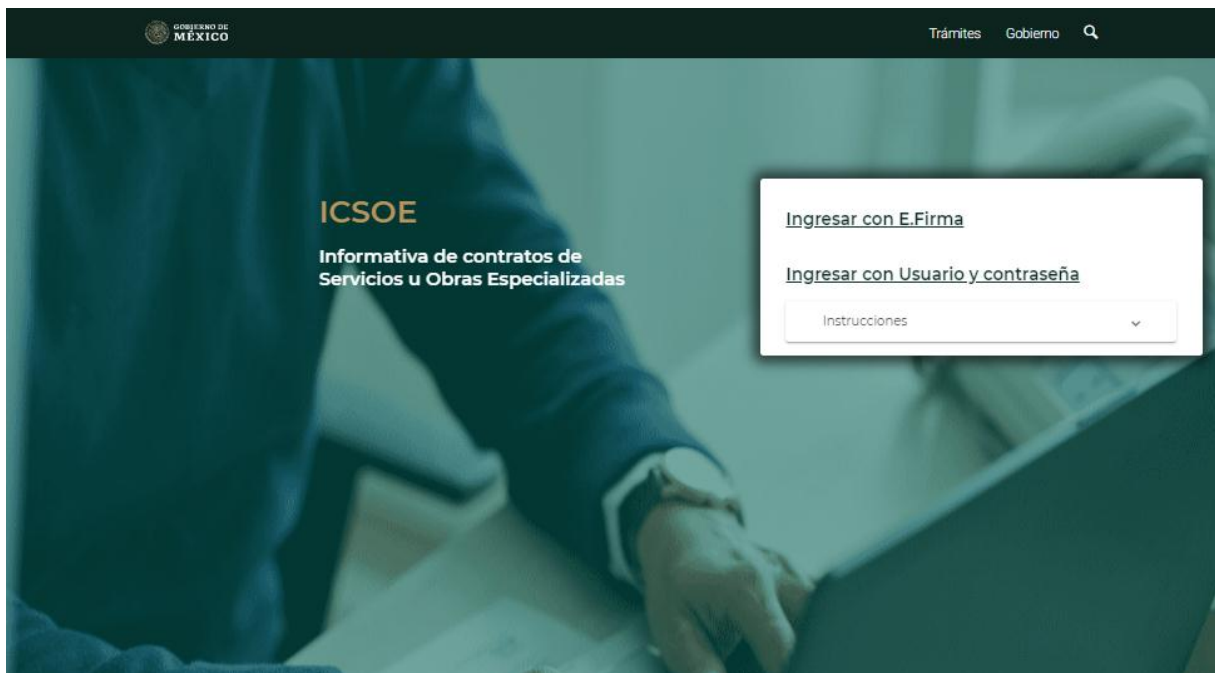 GOBIERNO DE
MÉXICO
Trámites Gobierno
ICSOE
Informativa de contratos de
Servicios u Obras Especializadas
Ingresar con E.Firma
Ingresar con Usuario y contraseña
Instrucciones